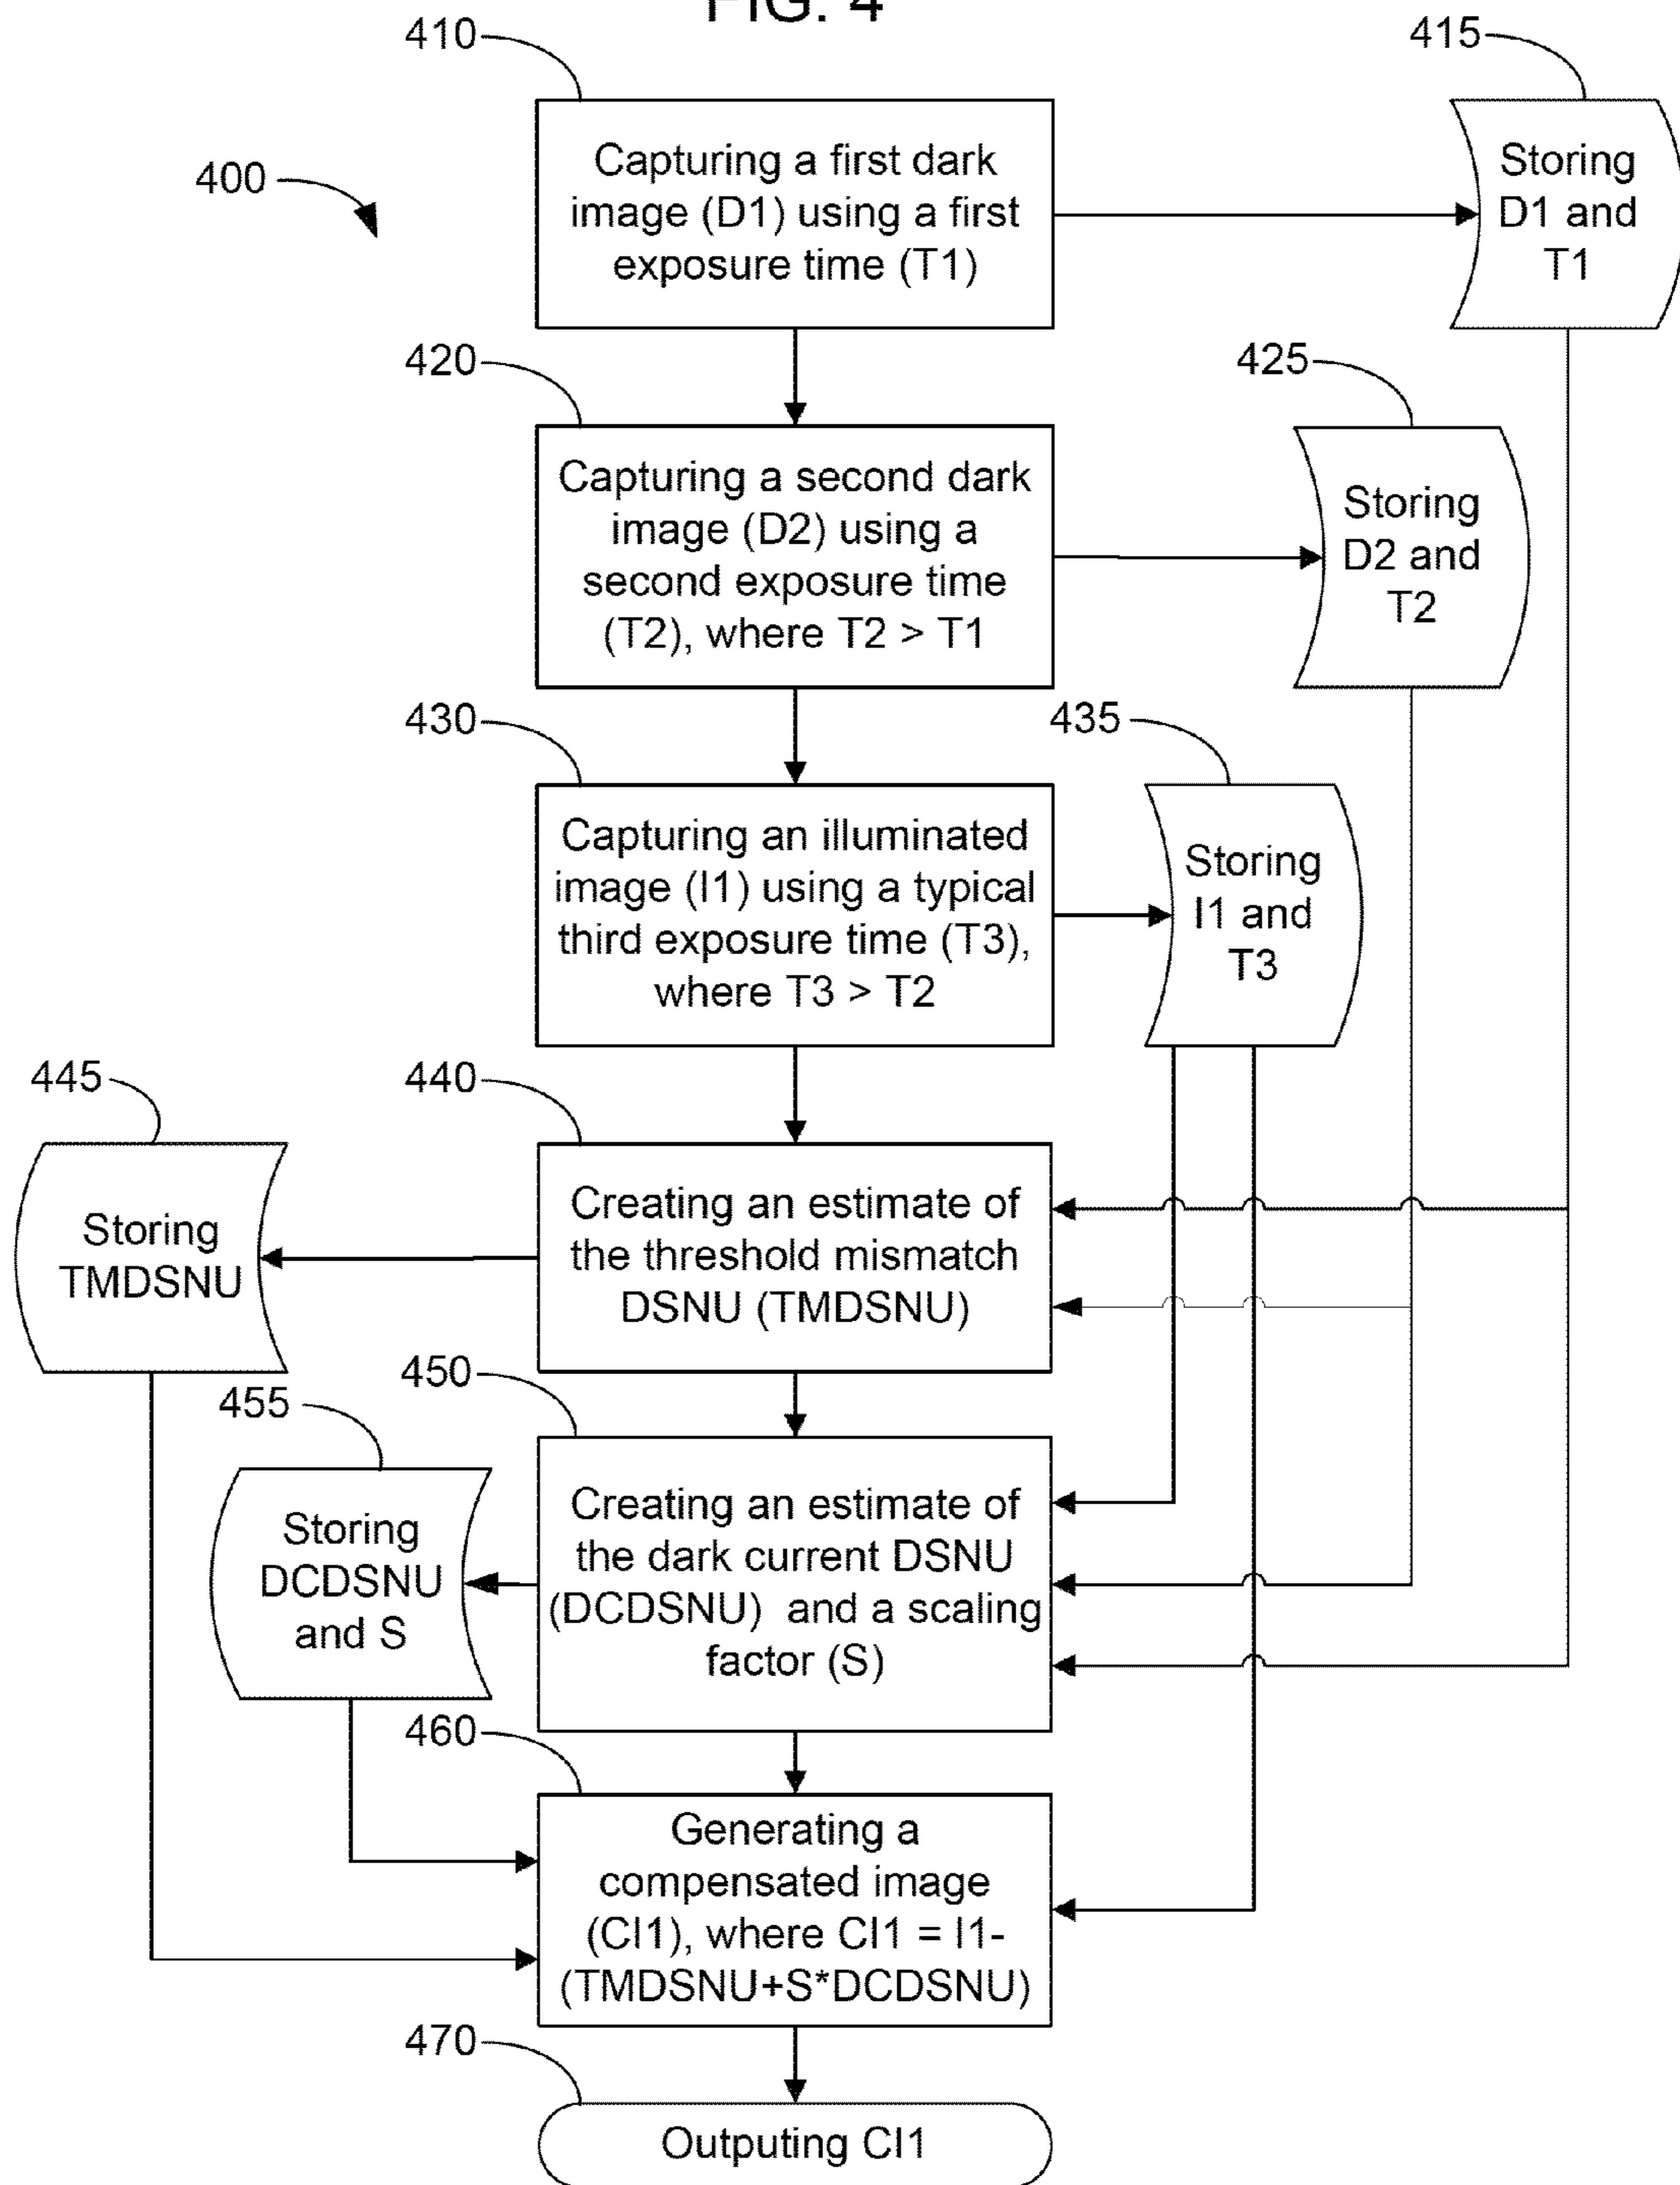 FIG. 4
410
415
400
Capturing a first dark
image (D1) using a first
exposure time (T1)
Storing
D1 and
T1
420
425
Capturing a second dark
image (D2) using a
second exposure time
(T2), where T2 > T1
Storing
D2 and
T2
430
435
Capturing an illuminated
image (I1) using a typical
third exposure time (T3),
where T3 > T2
Storing
I1 and
T3
445
440
Storing
TMDSNU
Creating an estimate of
the threshold mismatch
DSNU (TMDSNU)
450
455
Storing
DCDSNU
and S
Creating an estimate of
the dark current DSNU
(DCDSNU) and a scaling
factor (S)
460
Generating a
compensated image
(CI1), where CI1 = I1-
(TMDSNU+S*DCDSNU)
470
Outputing CI1